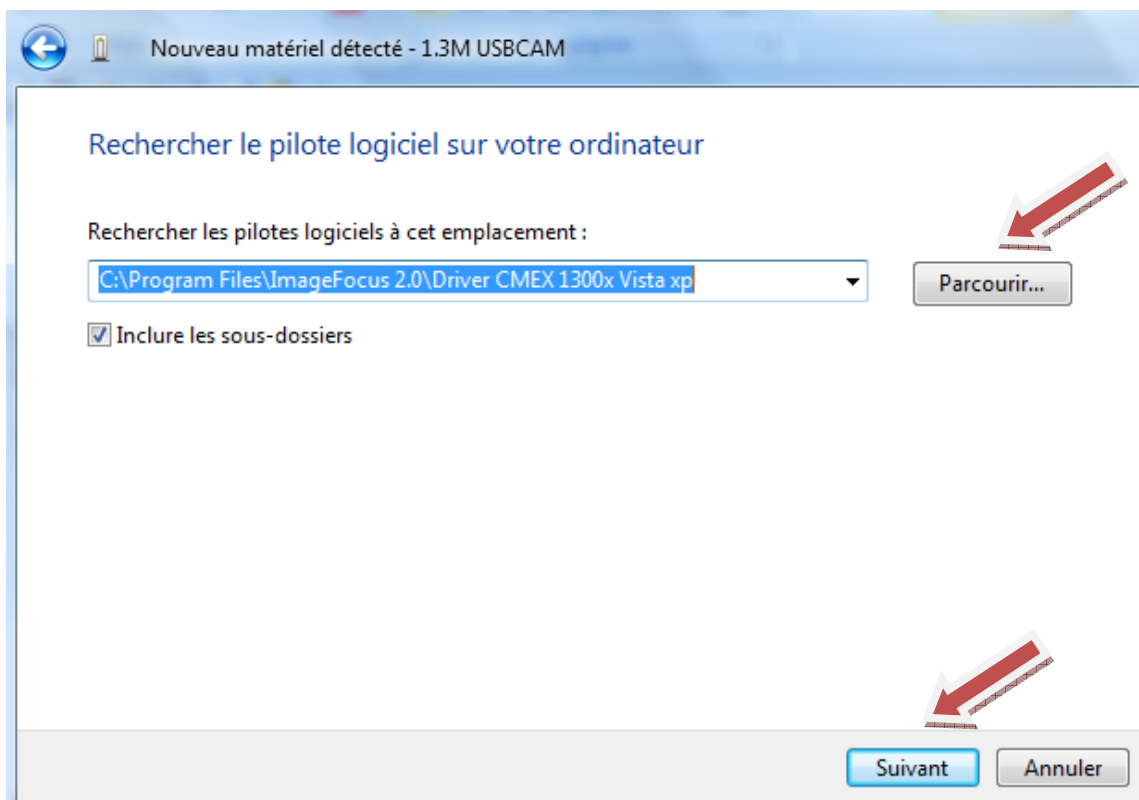 Nouveau matériel détecté - 1.3M USBCAM
Rechercher le pilote logiciel sur votre ordinateur
Rechercher les pilotes logiciels à cet emplacement :
C:\Program Files\ImageFocus 2.0\Driver CMEX 1300x Vista xp
Parcourir...
Inclure les sous-dossiers
Suivant
Annuler